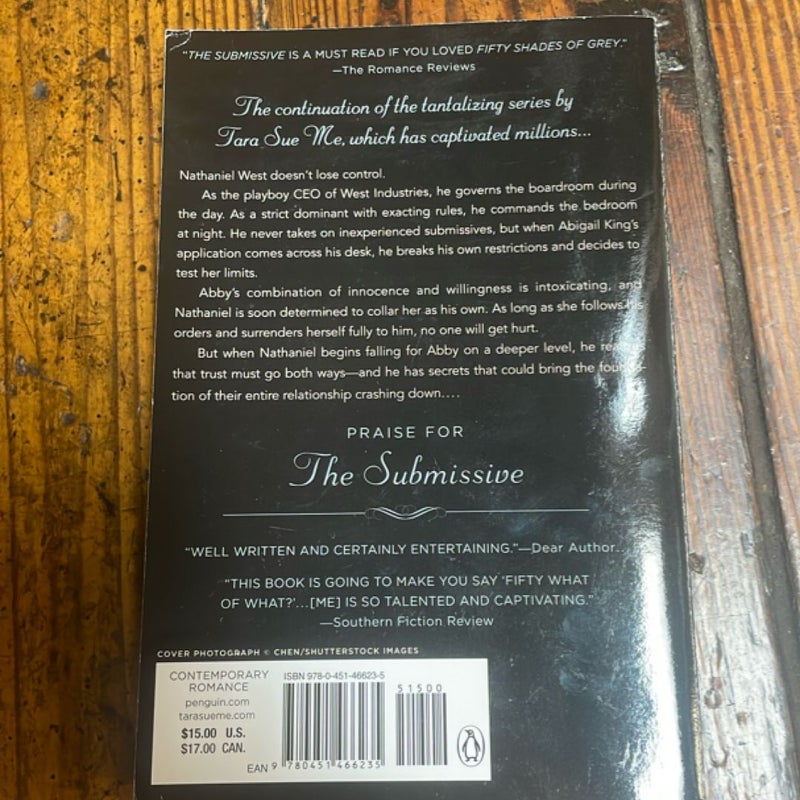 "THE SUBMISSIVE IS A MUST READ IF YOU LOVED FIFTY SHADES OF GREY."
—The Romance Reviews
The continuation of the tantalizing series by
Tara Sue Me, which has captivated millions...
Nathaniel West doesn't lose control.
As the playboy CEO of West Industries, he governs the boardroom during
the day. As a strict dominant with exacting rules, he commands the bedroom
at night. He never takes on inexperienced submissives, but when Abigail King's
application comes across his desk, he breaks his own restrictions and decides to
test her limits.
Abby's combination of innocence and willingness is intoxicating, and
Nathaniel is soon determined to collar her as his own. As long as she follows his
orders and surrenders herself fully to him, no one will get hurt.
But when Nathaniel begins falling for Abby on a deeper level, he
that trust must go both ways—and he has secrets that could bring the
tion of their entire relationship crashing down....
PRAISE FOR
The Submissive
"WELL WRITTEN AND CERTAINLY ENTERTAINING."—Dear Author
"THIS BOOK IS GOING TO MAKE YOU SAY 'FIFTY WHAT
OF WHAT?'...[ME] IS SO TALENTED AND CAPTIVATING."
—Southern Fiction Review
COVER PHOTOGRAPH © CHEN/SHUTTERSTOCK IMAGES
CONTEMPORARY
ROMANCE
penguin.com
tarasueme.com
$15.00 U.S.
$17.00 CAN.
ISBN 978-0-451-46623-5
51500
EAN 9 780451 466235